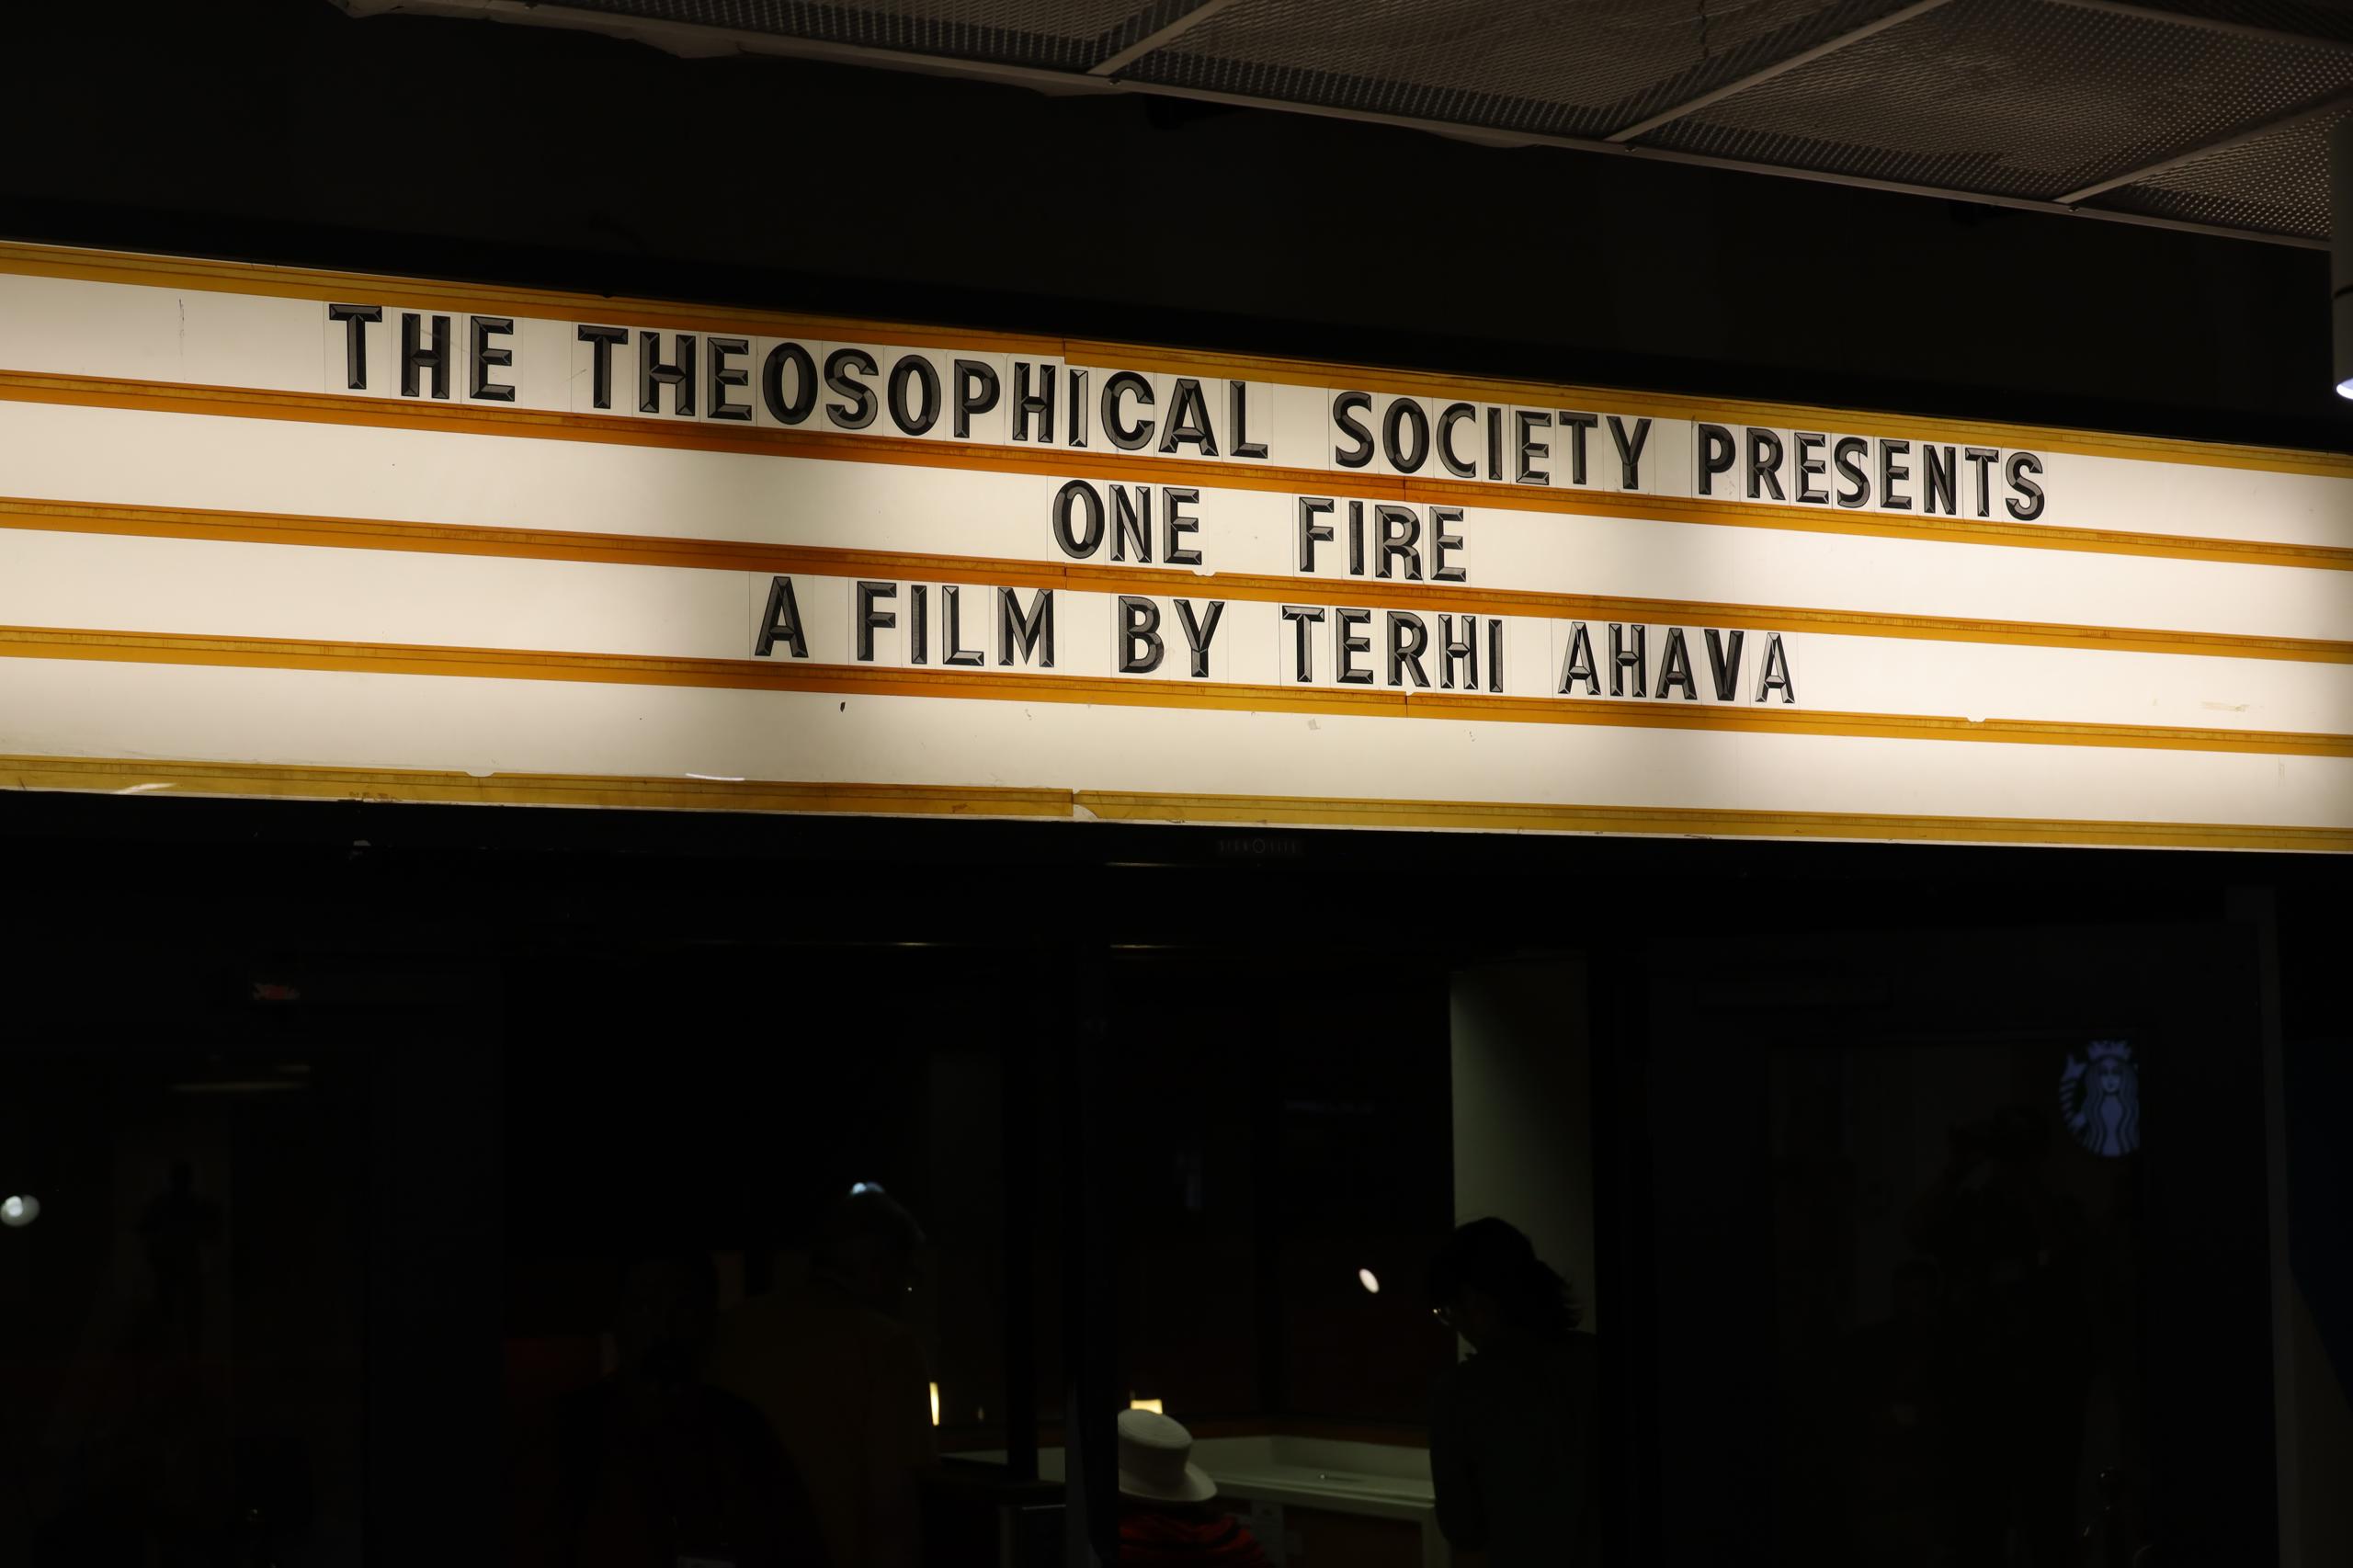 THE THEOSOPHICAL SOCIETY PRESENTS
ONE FIRE
A FILM BY TERHI AHAVA